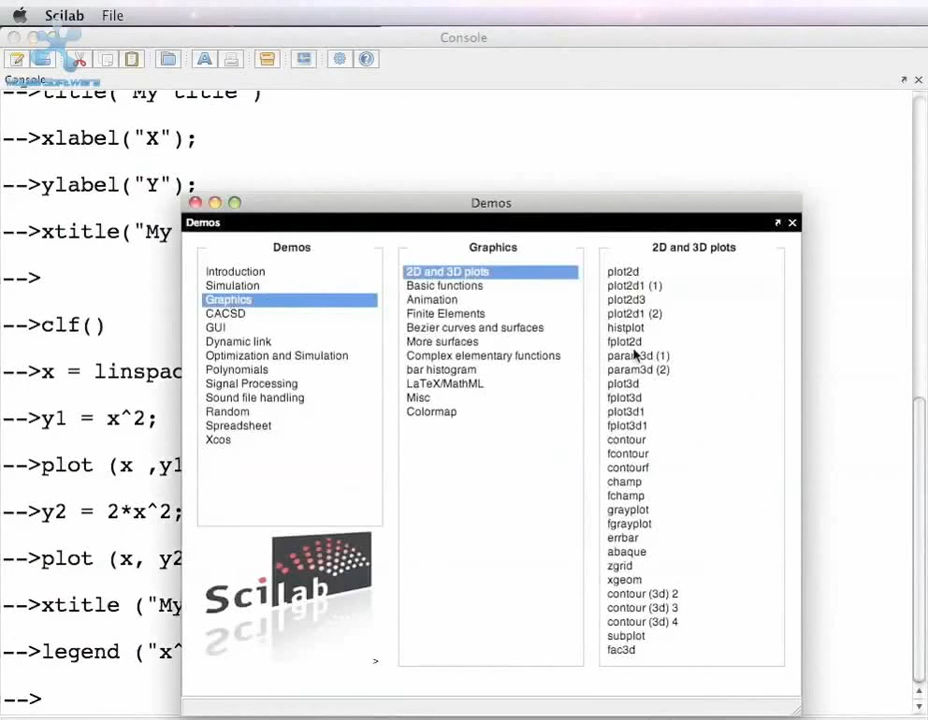 Scilab File
Console
Console
-->title("My title")
-->xlabel("X");
-->ylabel("Y");
-->xtitle("My
-->
-->clf()
-->x = linspac
-->y1 = x^2;
-->plot (x ,y1
-->y2 = 2*x^2;
-->plot (x, y2
-->xtitle ("My
-->legend ("x^
-->
Demos
Demos
Demos
Introduction
Simulation
Graphics
CACSD
GUI
Dynamic link
Optimization and Simulation
Polynomials
Signal Processing
Sound file handling
Random
Spreadsheet
Xcos
Scilab
>
Graphics
2D and 3D plots
Basic functions
Animation
Finite Elements
Bezier curves and surfaces
More surfaces
Complex elementary functions
bar histogram
LaTeX/MathML
Misc
Colormap
2D and 3D plots
plot2d
plot2d1 (1)
plot2d3
plot2d1 (2)
histplot
fplot2d
param3d (1)
param3d (2)
plot3d
fplot3d
plot3d1
fplot3d1
contour
fcontour
contourf
champ
fchamp
grayplot
fgrayplot
errbar
abaque
zgrid
xgeom
contour (3d) 2
contour (3d) 3
contour (3d) 4
subplot
fac3d